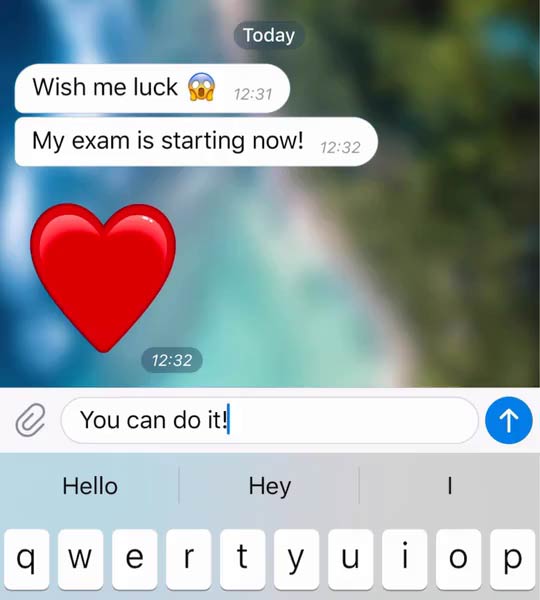 Today
Wish me luck 😱 12:31
My exam is starting now! 12:32
12:32
You can do it!
Hello Hey I
q w e r t y u i o p